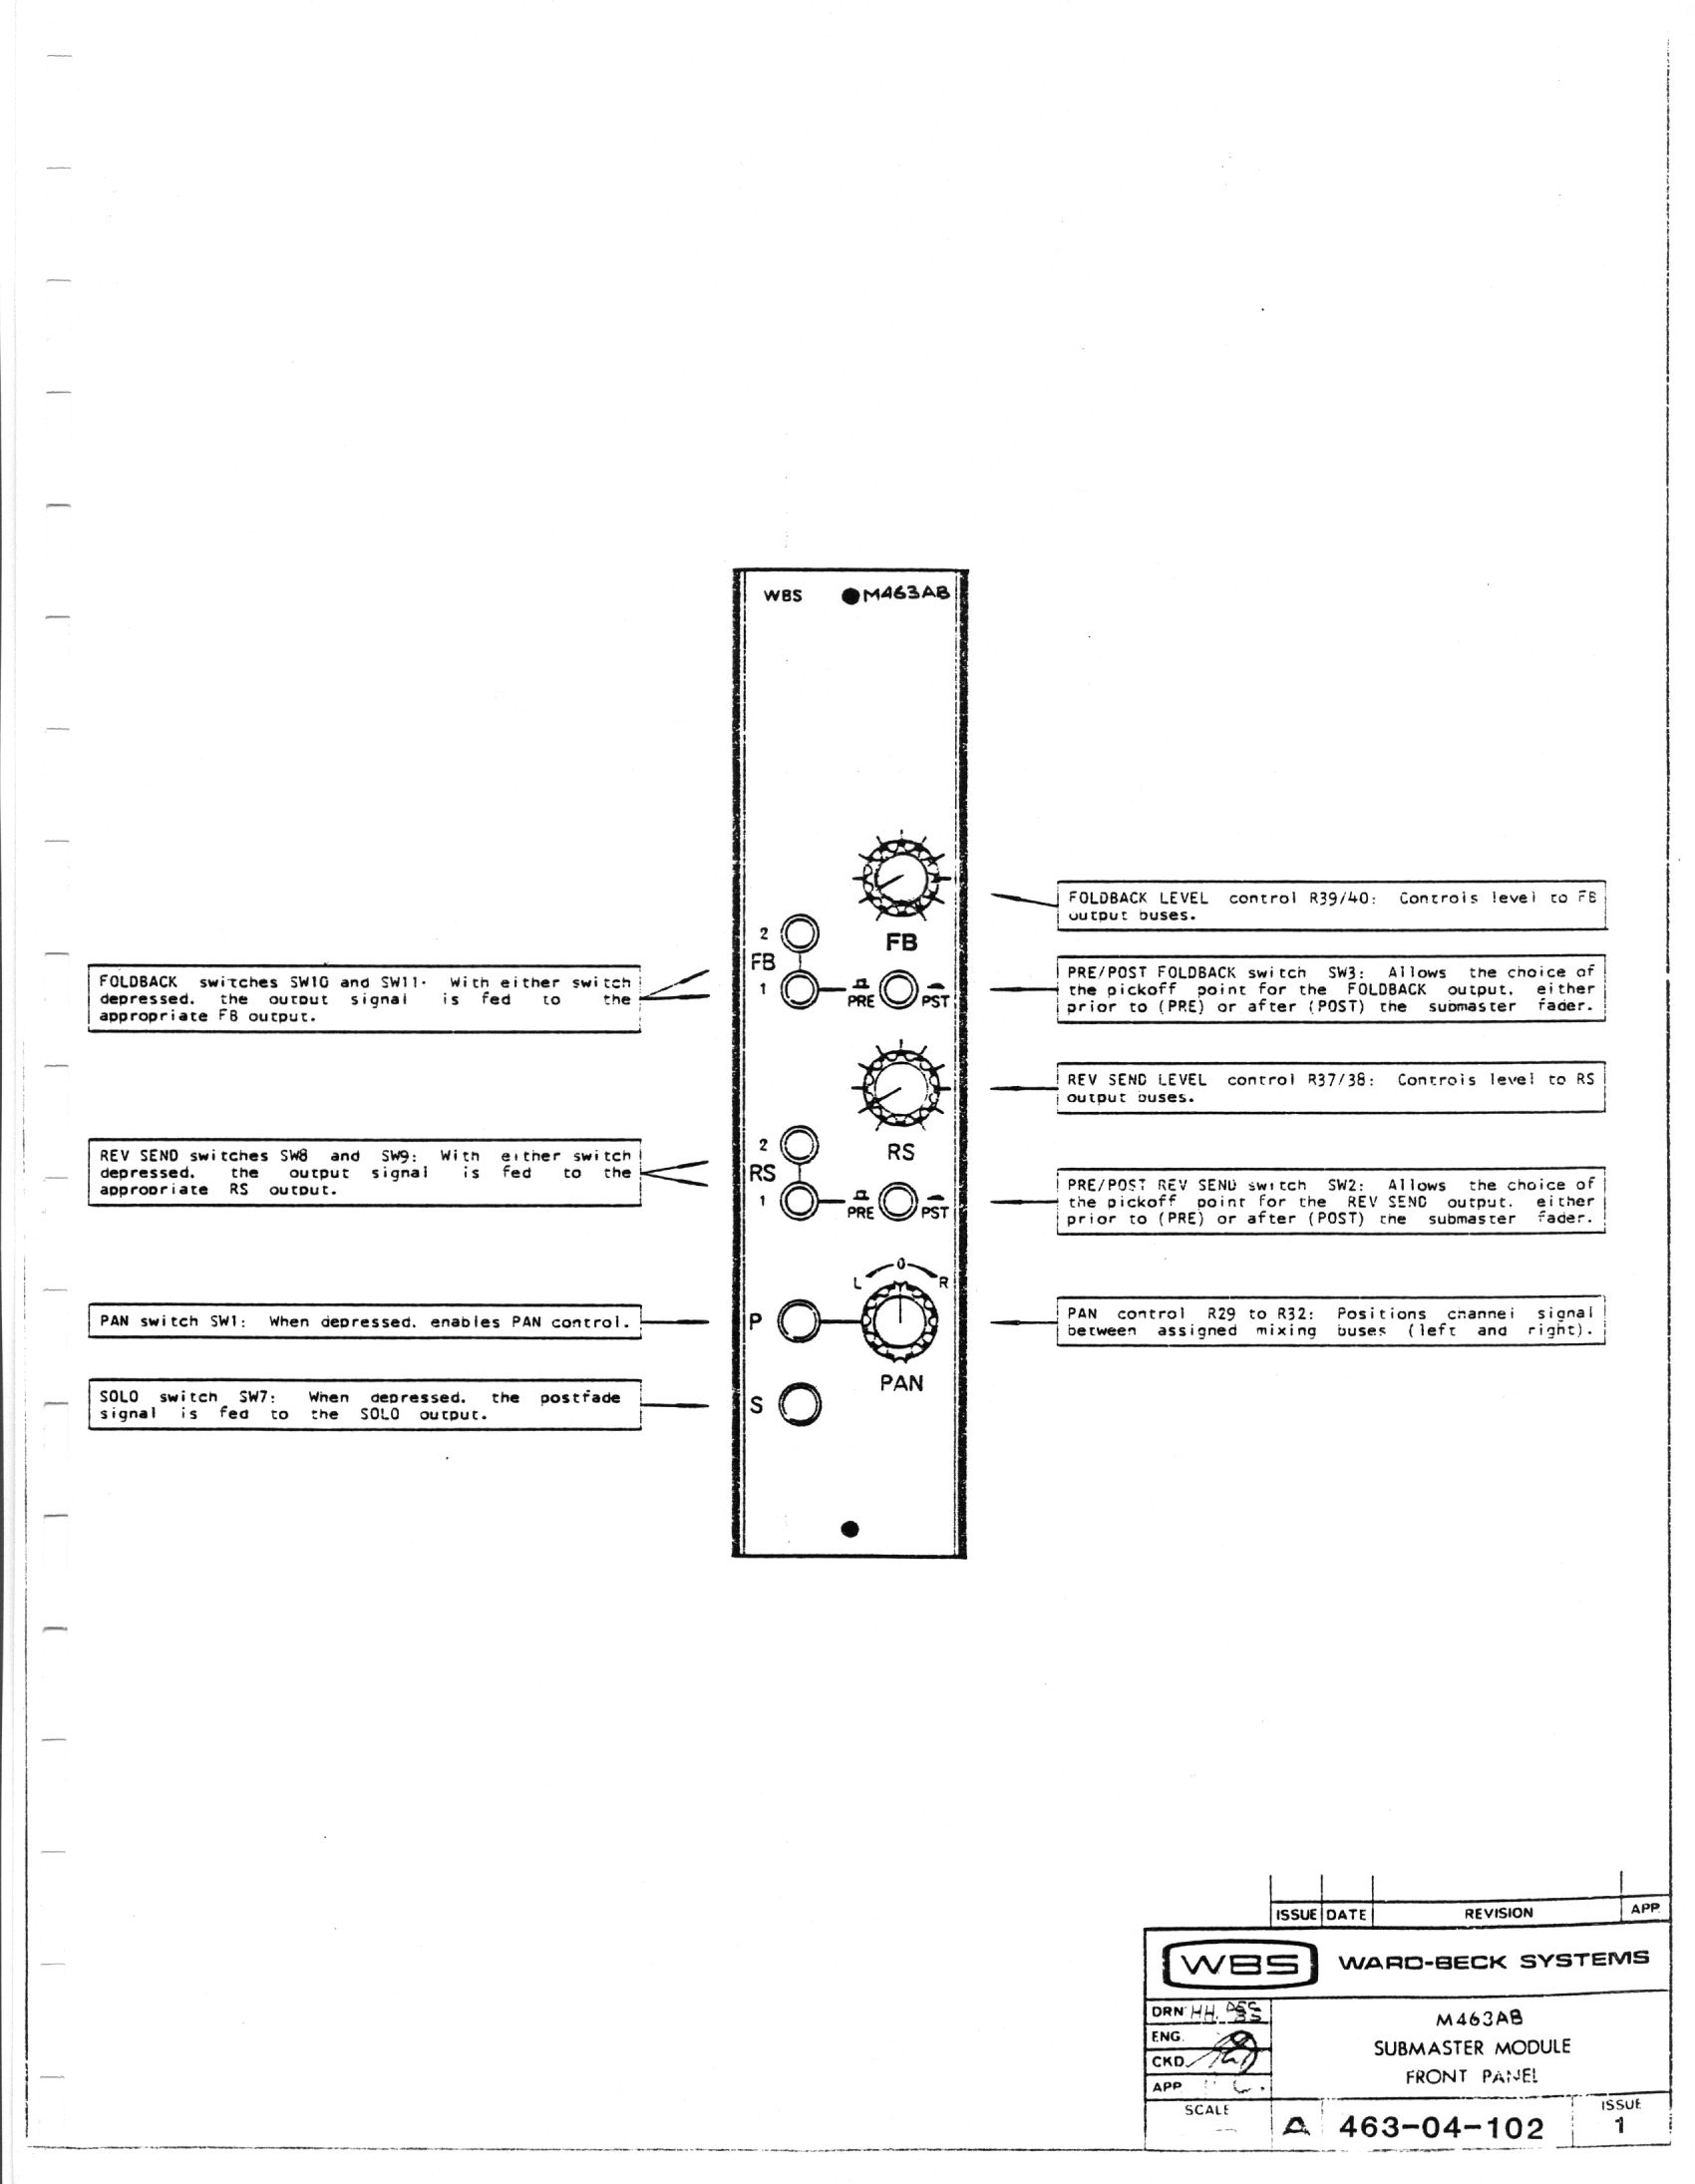 WBS M463AB
FB
2
FB
1
PRE PST
RS
2
RS
1
PRE PST
L O R
P
PAN
S
FOLDBACK switches SW10 and SW11. With either switch
depressed. the output signal is fed to the
appropriate FB output.
REV SEND switches SW8 and SW9: With either switch
depressed. the output signal is fed to the
appropriate RS output.
PAN switch SW1: When depressed. enables PAN control.
SOLO switch SW7: When depressed. the postfade
signal is fed to the SOLO output.
FOLDBACK LEVEL control R39/40: Controls level to FB
output buses.
PRE/POST FOLDBACK switch SW3: Allows the choice of
the pickoff point for the FOLDBACK output. either
prior to (PRE) or after (POST) the submaster fader.
REV SEND LEVEL control R37/38: Controls level to RS
output buses.
PRE/POST REV SEND switch SW2: Allows the choice of
the pickoff point for the REV SEND output. either
prior to (PRE) or after (POST) the submaster fader.
PAN control R29 to R32: Positions channel signal
between assigned mixing buses (left and right).
ISSUE DATE REVISION APP.
WBS WARD-BECK SYSTEMS
DRN HH.
ENG.
CKD.
APP
M463AB
SUBMASTER MODULE
FRONT PANEL
SCALE
A 463-04-102
ISSUE
1